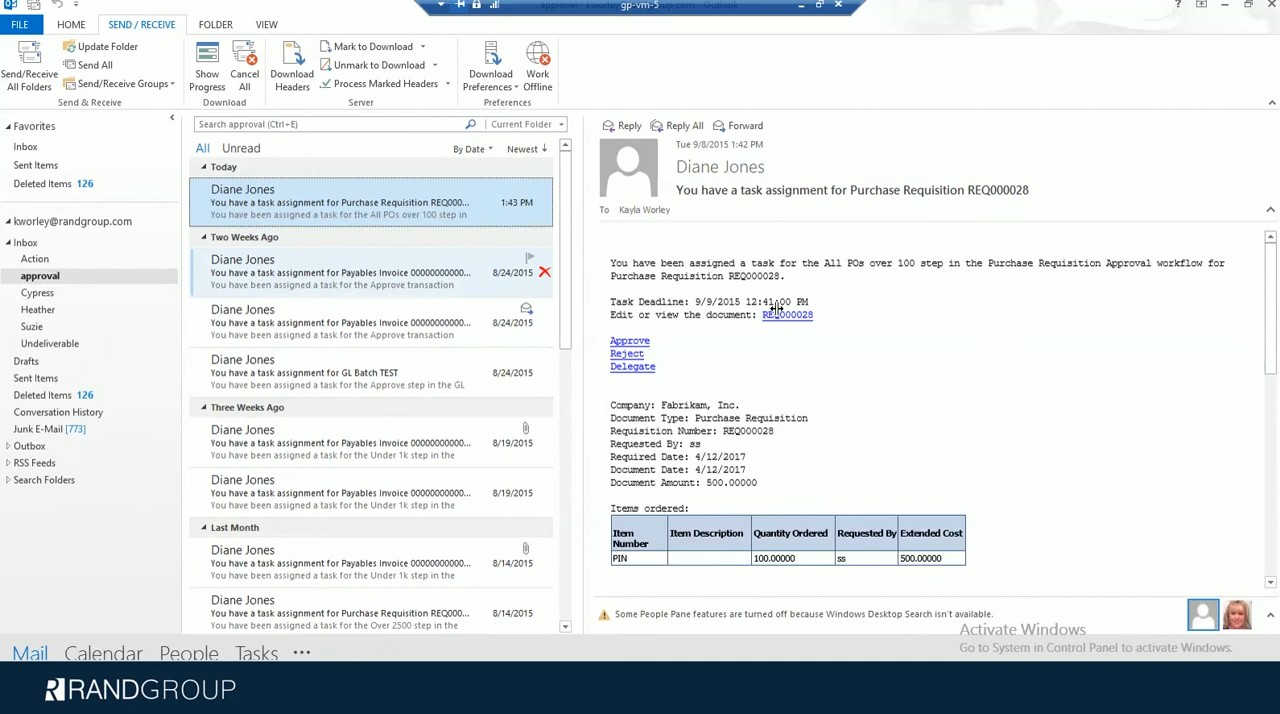 gp-vm-5
FILE HOME SEND / RECEIVE FOLDER VIEW
Send/Receive All Folders
Update Folder
Send All
Send/Receive Groups
Send & Receive
Show Progress
Cancel All
Download
Download Headers
Mark to Download
Unmark to Download
Process Marked Headers
Server
Download Preferences
Work Offline
Preferences
Favorites
Inbox
Sent Items
Deleted Items 126
kworley@randgroup.com
Inbox
Action
approval
Cypress
Heather
Suzie
Undeliverable
Drafts
Sent Items
Deleted Items 126
Conversation History
Junk E-Mail [773]
Outbox
RSS Feeds
Search Folders
Search approval (Ctrl+E) Current Folder
All Unread By Date Newest
Today
Diane Jones
You have a task assignment for Purchase Requisition REQ000... 1:43 PM
You have been assigned a task for the All POs over 100 step in
Two Weeks Ago
Diane Jones
You have a task assignment for Payables Invoice 00000000000... 8/24/2015
You have been assigned a task for the Approve transaction
Diane Jones
You have a task assignment for Payables Invoice 00000000000... 8/24/2015
You have been assigned a task for the Approve transaction
Diane Jones
You have a task assignment for GL Batch TEST 8/24/2015
You have been assigned a task for the Approve step in the GL
Three Weeks Ago
Diane Jones
You have a task assignment for Payables Invoice 00000000000... 8/19/2015
You have been assigned a task for the Under 1k step in the
Diane Jones
You have a task assignment for Payables Invoice 00000000000... 8/19/2015
You have been assigned a task for the Under 1k step in the
Last Month
Diane Jones
You have a task assignment for Payables Invoice 00000000000... 8/14/2015
You have been assigned a task for the Under 1k step in the
Diane Jones
You have a task assignment for Purchase Requisition REQ000... 8/14/2015
You have been assigned a task for the Over 2500 step in the
Reply Reply All Forward
Tue 9/8/2015 1:42 PM
Diane Jones
You have a task assignment for Purchase Requisition REQ000028
To Kayla Worley
You have been assigned a task for the All POs over 100 step in the Purchase Requisition Approval workflow for
Purchase Requisition REQ000028.
Task Deadline: 9/9/2015 12:41:00 PM
Edit or view the document: REQ000028
Approve
Reject
Delegate
Company: Fabrikam, Inc.
Document Type: Purchase Requisition
Requisition Number: REQ000028
Requested By: ss
Required Date: 4/12/2017
Document Date: 4/12/2017
Document Amount: 500.00000
Items ordered:
Item Number Item Description Quantity Ordered Requested By Extended Cost
PIN 100.00000 ss 500.00000
Some People Pane features are turned off because Windows Desktop Search isn't available.
Activate Windows
Go to System in Control Panel to activate Windows.
Mail Calendar People Tasks ...
RANDGROUP